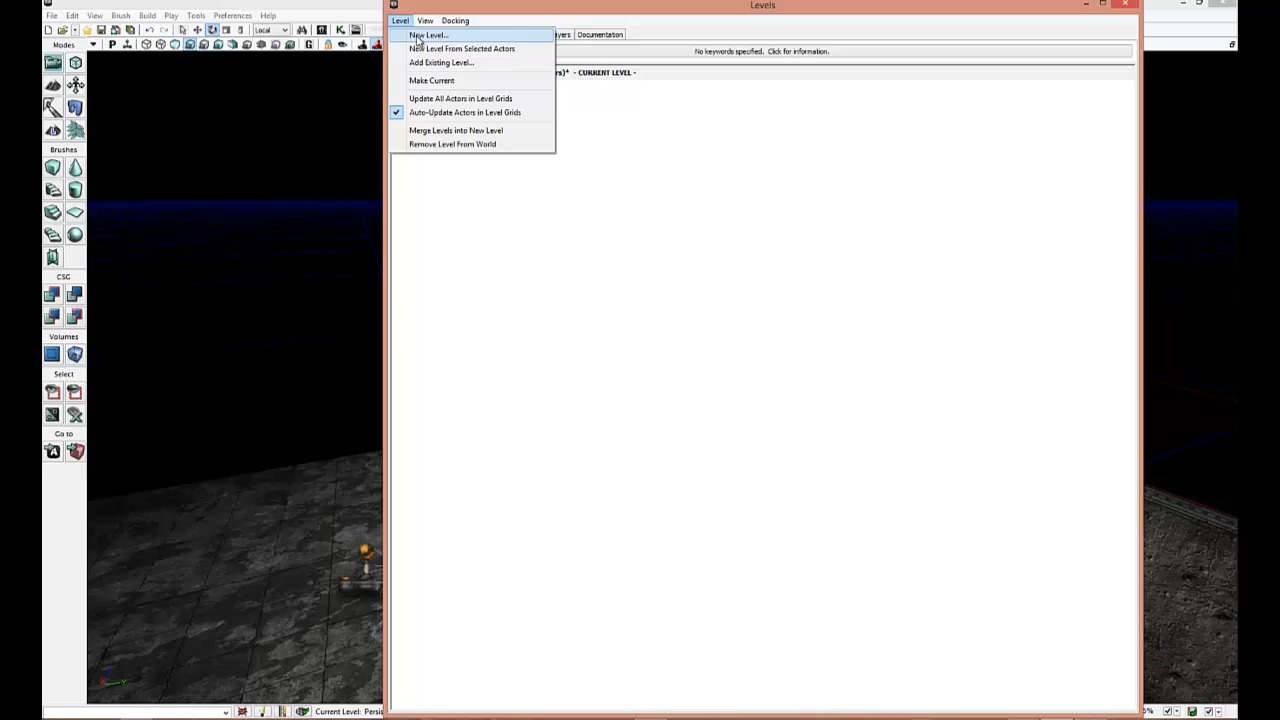 Levels
File Edit View Brush Build Play Tools Preferences Help
Level View Docking
Local
New Level...
Documentation
Modes
New Level From Selected Actors
No keywords specified. Click for information.
Add Existing Level...
- CURRENT LEVEL -
Make Current
Update All Actors in Level Grids
Auto-Update Actors in Level Grids
Merge Levels into New Level
Remove Level From World
Brushes
CSG
Volumes
Select
Go to
Current Level: